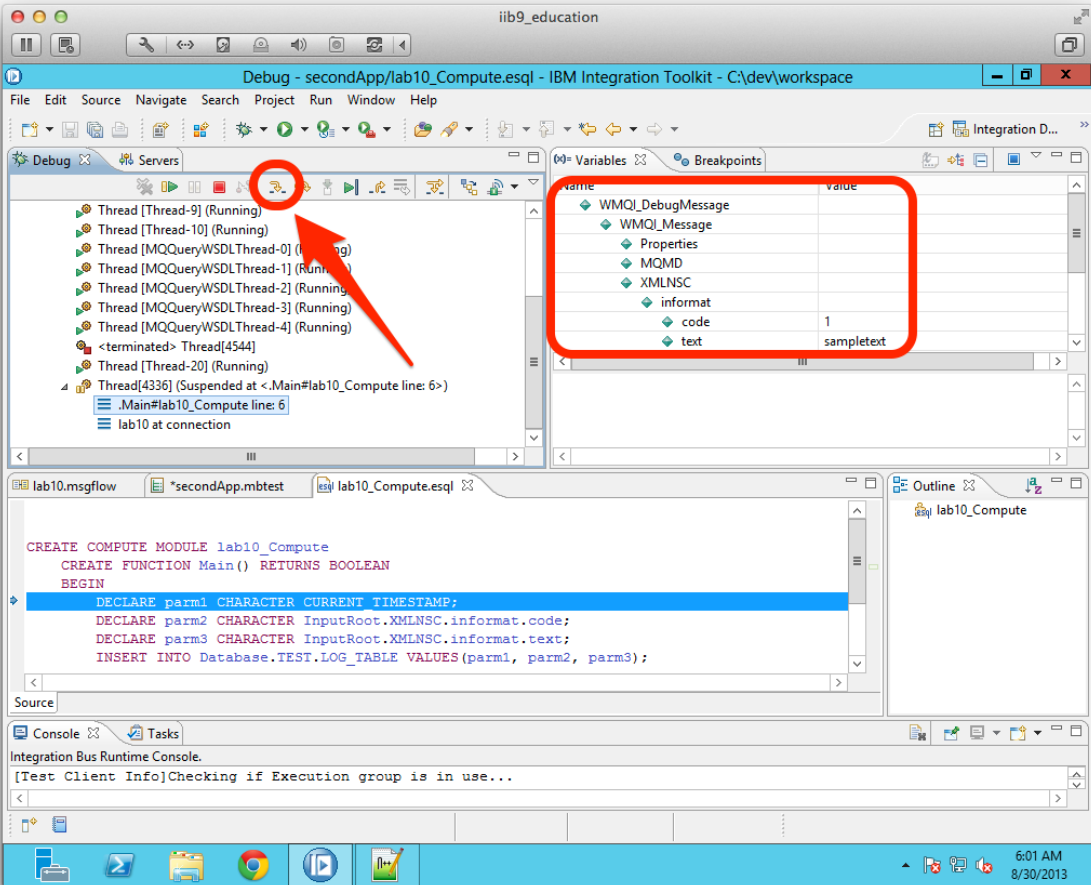 iib9_education
Debug - secondApp/lab10_Compute.esql - IBM Integration Toolkit - C:\dev\workspace
File Edit Source Navigate Search Project Run Window Help
Integration D...
Debug Servers
Variables Breakpoints
Name Value
Thread [Thread-9] (Running)
Thread [Thread-10] (Running)
Thread [MQQueryWSDLThread-0] (Running)
Thread [MQQueryWSDLThread-1] (Running)
Thread [MQQueryWSDLThread-2] (Running)
Thread [MQQueryWSDLThread-3] (Running)
Thread [MQQueryWSDLThread-4] (Running)
<terminated> Thread[4544]
Thread [Thread-20] (Running)
Thread[4336] (Suspended at <.Main#lab10_Compute line: 6>)
.Main#lab10_Compute line: 6
lab10 at connection
WMQI_DebugMessage
WMQI_Message
Properties
MQMD
XMLNSC
informat
code 1
text sampletext
lab10.msgflow *secondApp.mbtest lab10_Compute.esql
CREATE COMPUTE MODULE lab10_Compute
CREATE FUNCTION Main() RETURNS BOOLEAN
BEGIN
DECLARE parm1 CHARACTER CURRENT_TIMESTAMP;
DECLARE parm2 CHARACTER InputRoot.XMLNSC.informat.code;
DECLARE parm3 CHARACTER InputRoot.XMLNSC.informat.text;
INSERT INTO Database.TEST.LOG_TABLE VALUES(parm1, parm2, parm3);
Source
Outline
lab10_Compute
Console Tasks
Integration Bus Runtime Console.
[Test Client Info]Checking if Execution group is in use...
6:01 AM
8/30/2013